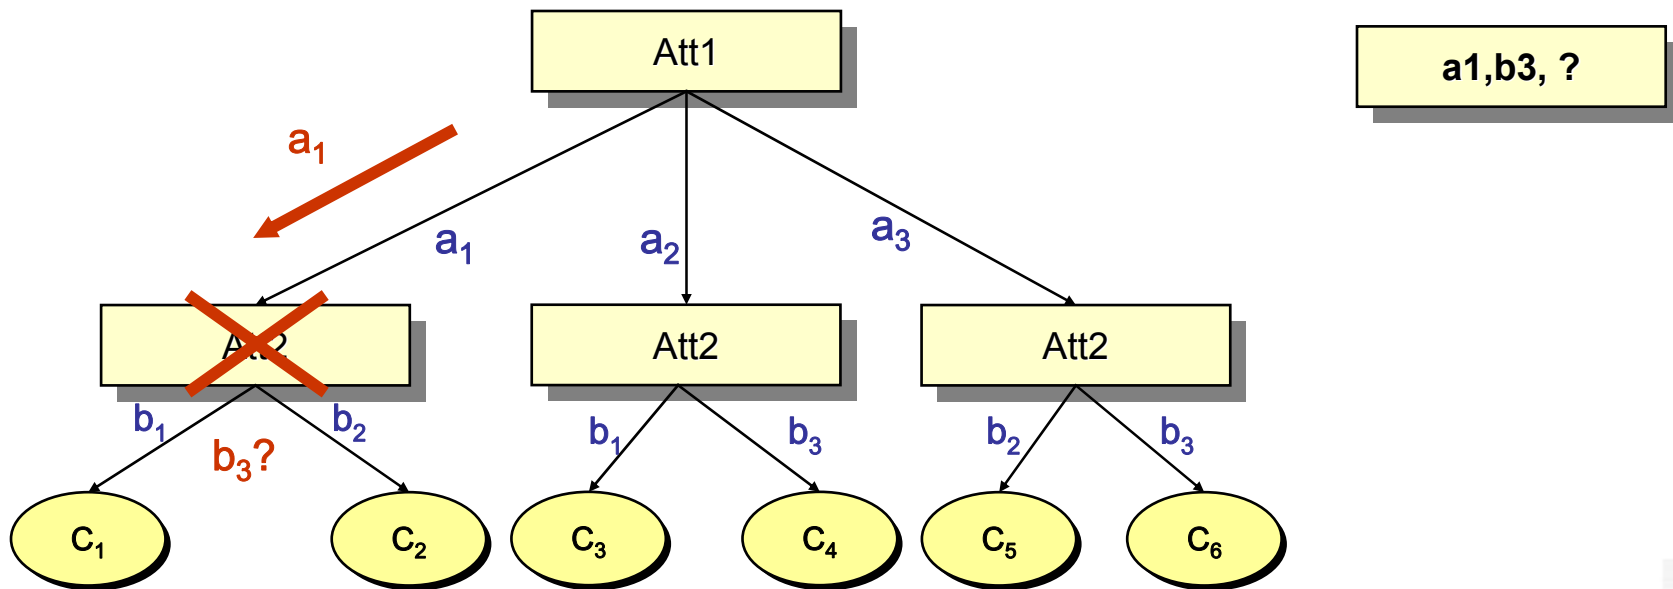 Att1
a1,b3, ?
a₁
a₁
a₂
a₃
Att2
Att2
Att2
b₁
b₂
b₃?
b₁
b₃
b₂
b₃
C₁
C₂
C₃
C₄
C₅
C₆